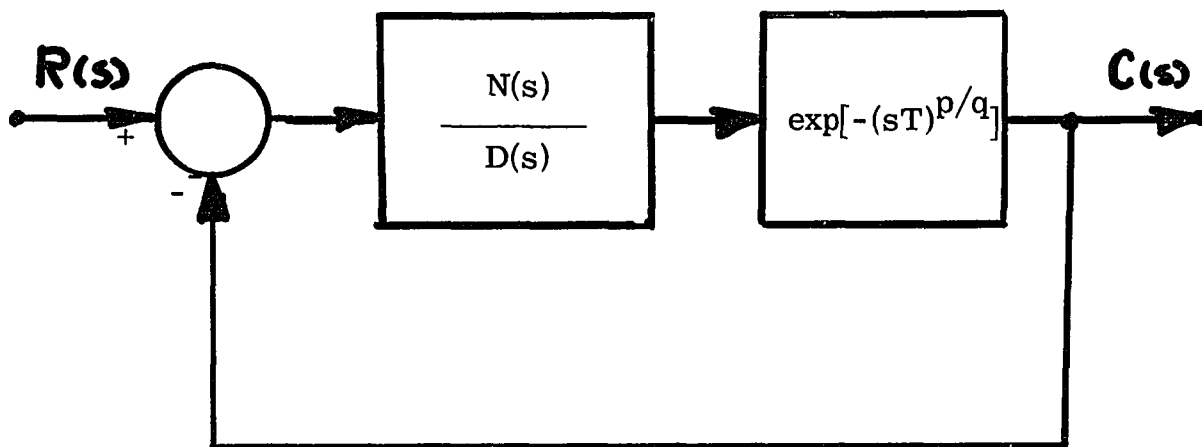 R(s)
+
- -
N(s)
D(s)
exp[-(sT)^p/q]
C(s)